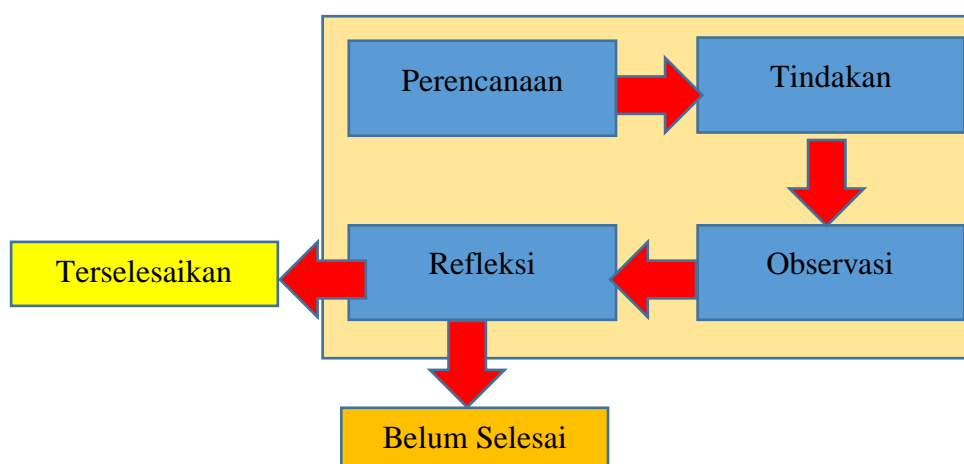 Perencanaan
Tindakan
Observasi
Refleksi
Terselesaikan
Belum Selesai